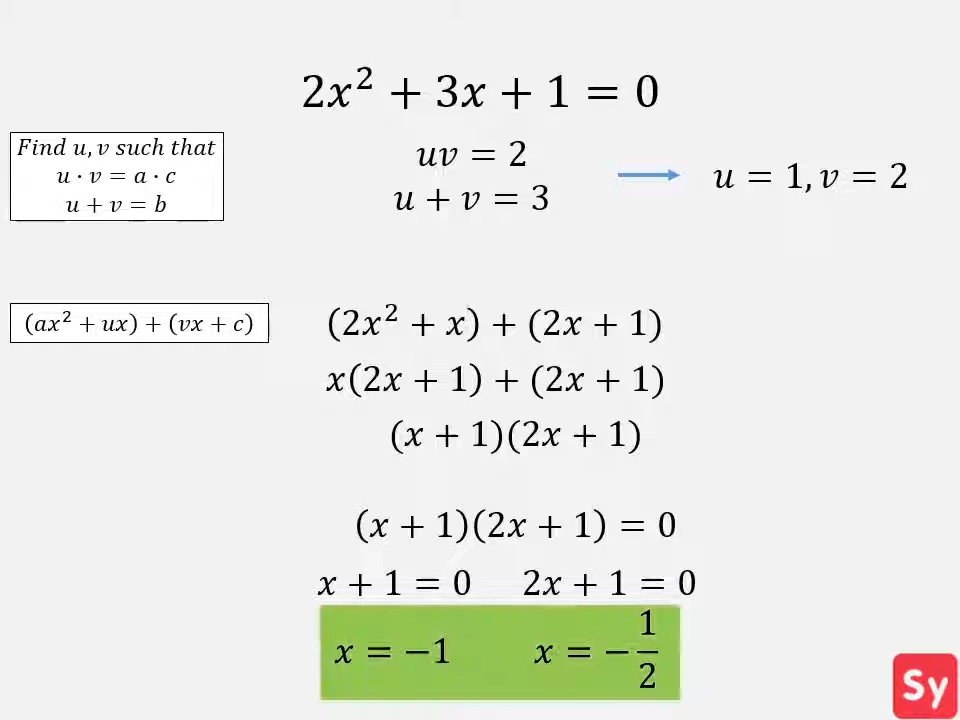 2x² + 3x + 1 = 0
Find u, v such that
u · v = a · c
u + v = b
uv = 2
u + v = 3
u = 1, v = 2
(ax² + ux) + (vx + c)
(2x² + x) + (2x + 1)
x(2x + 1) + (2x + 1)
(x + 1)(2x + 1)
(x + 1)(2x + 1) = 0
x + 1 = 0 2x + 1 = 0
x = −1 x = −1/2
Sy